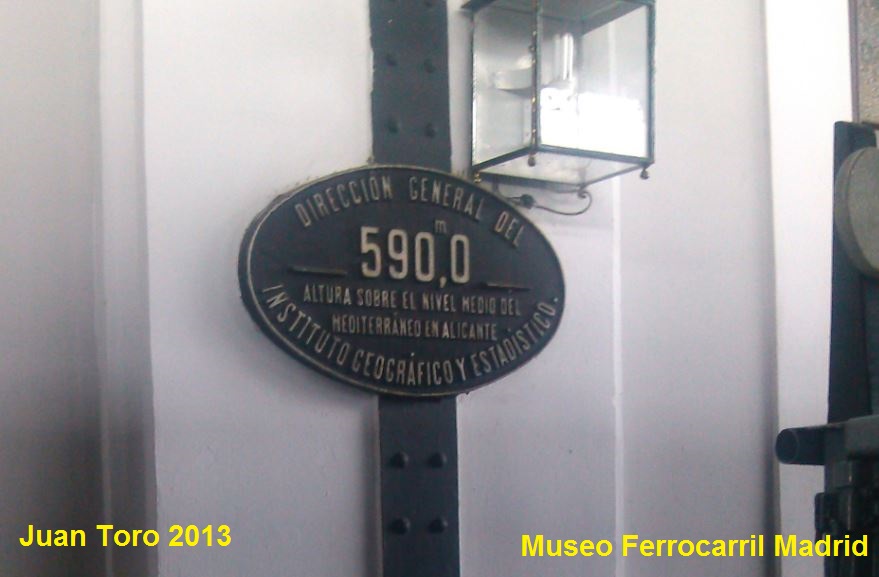 DIRECCIÓN GENERAL DEL
590,0 m
ALTURA SOBRE EL NIVEL MEDIO DEL
MEDITERRÁNEO EN ALICANTE
INSTITUTO GEOGRÁFICO Y ESTADÍSTICO.
Juan Toro 2013
Museo Ferrocarril Madrid